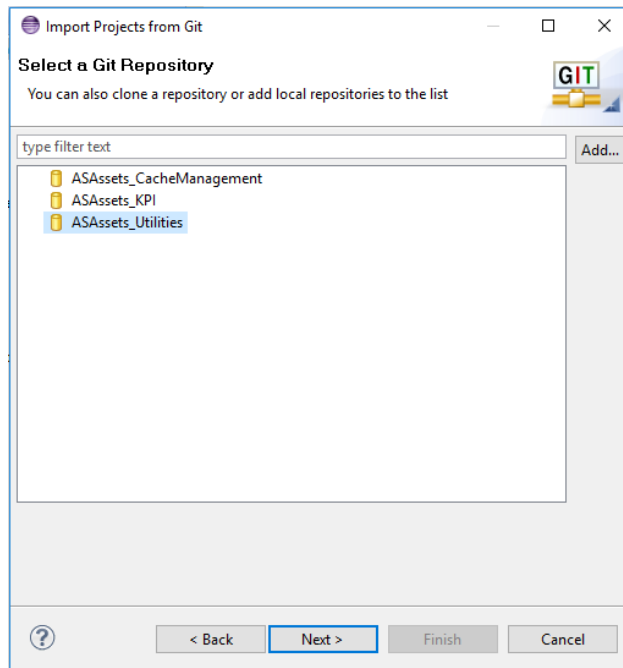 Import Projects from Git
Select a Git Repository
You can also clone a repository or add local repositories to the list
GIT
type filter text
Add...
ASAssets_CacheManagement
ASAssets_KPI
ASAssets_Utilities
?
< Back
Next >
Finish
Cancel